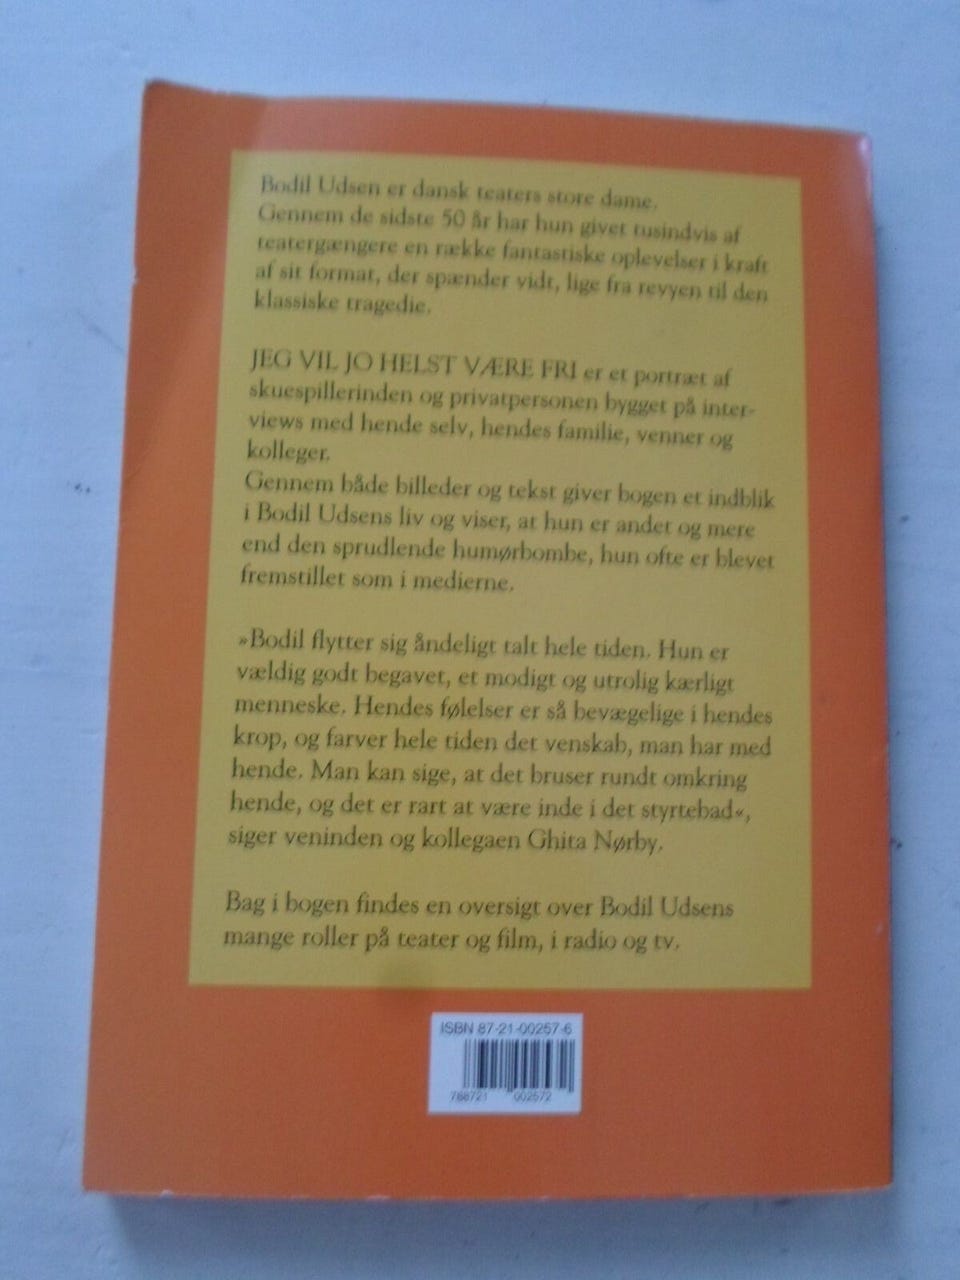 Bodil Udsen er dansk teaters store dame.
Gennem de sidste 50 år har hun givet tusindvis af
teatergængere en række fantastiske oplevelser i kraft
af sit format, der spænder vidt, lige fra revyen til den
klassiske tragedie.
JEG VIL JO HELST VÆRE FRI er et portræt af
skuespillerinden og privatpersonen bygget på inter-
views med hende selv, hendes familie, venner og
kolleger.
Gennem både billeder og tekst giver bogen et indblik
i Bodil Udsens liv og viser, at hun er andet og mere
end den sprudlende humørbombe, hun ofte er blevet
fremstillet som i medierne.
»Bodil flytter sig åndeligt talt hele tiden. Hun er
vældig godt begavet, et modigt og utrolig kærligt
menneske. Hendes følelser er så bevægelige i hendes
krop, og farver hele tiden det venskab, man har med
hende. Man kan sige, at det bruser rundt omkring
hende, og det er rart at være inde i det styrtebad«,
siger veninden og kollegaen Ghita Nørby.
Bag i bogen findes en oversigt over Bodil Udsens
mange roller på teater og film, i radio og tv.
ISBN 87-21-00257-6
788721 002572